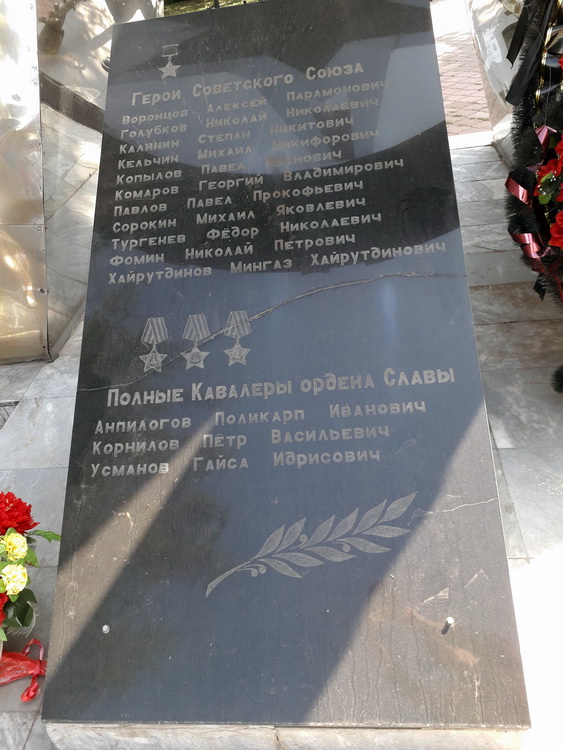 Герои Советского Союза
Воронцов Алексей Парамонович
Голубков Николай Николаевич
Калинин Степан Никитович
Кельчин Михаил Никифорович
Копылов Павел Иванович
Комаров Георгий Владимирович
Павлов Павел Прокофьевич
Сорокин Михаил Яковлевич
Тургенев Фёдор Николаевич
Фомин Николай Петрович
Хайрутдинов Мингаз Хайрутдинович
Полные Кавалеры ордена Славы
Анпилогов Поликарп Иванович
Корнилов Пётр Васильевич
Усманов Гайса Идрисович